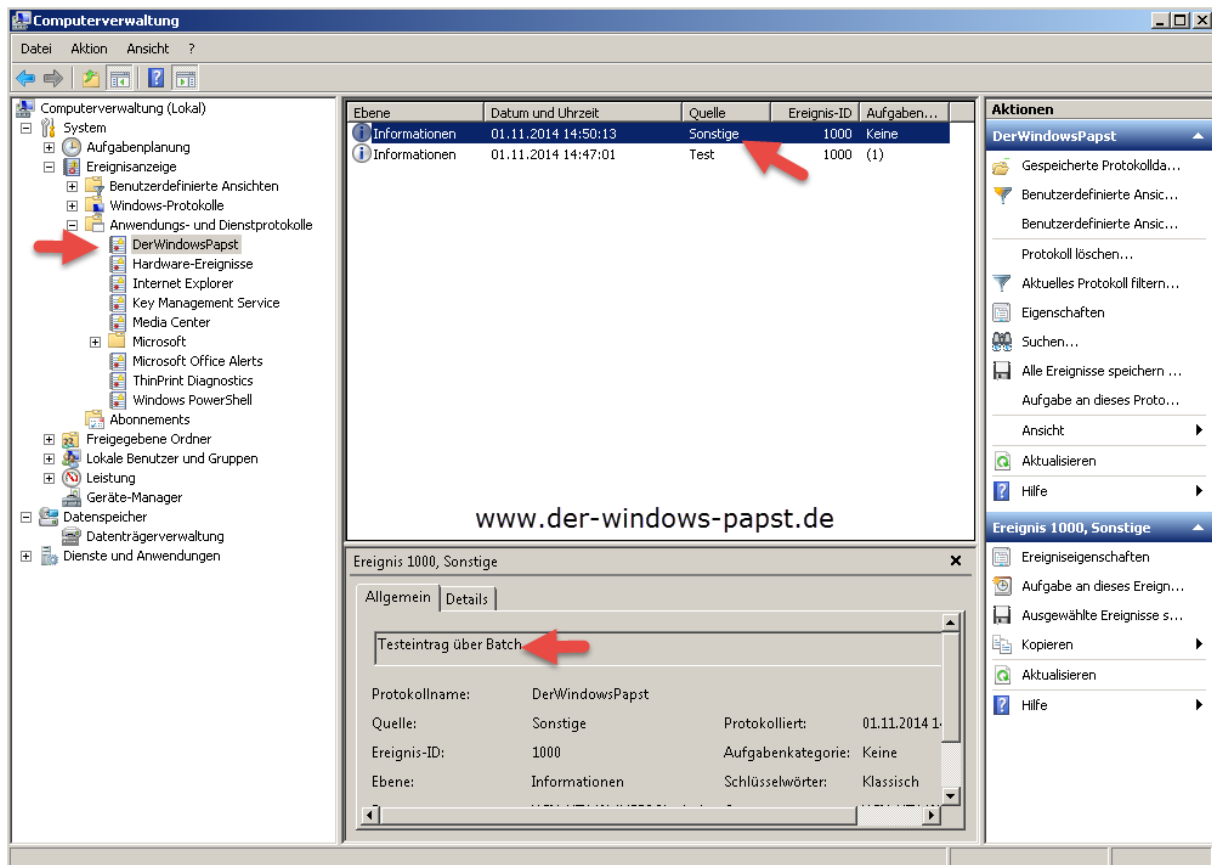 Computerverwaltung
Datei Aktion Ansicht ?
Computerverwaltung (Lokal)
System
Aufgabenplanung
Ereignisanzeige
Benutzerdefinierte Ansichten
Windows-Protokolle
Anwendungs- und Dienstprotokolle
DerWindowsPapst
Hardware-Ereignisse
Internet Explorer
Key Management Service
Media Center
Microsoft
Microsoft Office Alerts
ThinPrint Diagnostics
Windows PowerShell
Abonnements
Freigegebene Ordner
Lokale Benutzer und Gruppen
Leistung
Geräte-Manager
Datenspeicher
Datenträgerverwaltung
Dienste und Anwendungen
Ebene Datum und Uhrzeit Quelle Ereignis-ID Aufgaben...
Informationen 01.11.2014 14:50:13 Sonstige 1000 Keine
Informationen 01.11.2014 14:47:01 Test 1000 (1)
www.der-windows-papst.de
Ereignis 1000, Sonstige
Allgemein Details
Testeintrag über Batch
Protokollname: DerWindowsPapst
Quelle: Sonstige Protokolliert: 01.11.2014 1
Ereignis-ID: 1000 Aufgabenkategorie: Keine
Ebene: Informationen Schlüsselwörter: Klassisch
Aktionen
DerWindowsPapst
Gespeicherte Protokollda...
Benutzerdefinierte Ansic...
Benutzerdefinierte Ansic...
Protokoll löschen...
Aktuelles Protokoll filtern...
Eigenschaften
Suchen...
Alle Ereignisse speichern ...
Aufgabe an dieses Proto...
Ansicht
Aktualisieren
Hilfe
Ereignis 1000, Sonstige
Ereigniseigenschaften
Aufgabe an dieses Ereign...
Ausgewählte Ereignisse s...
Kopieren
Aktualisieren
Hilfe